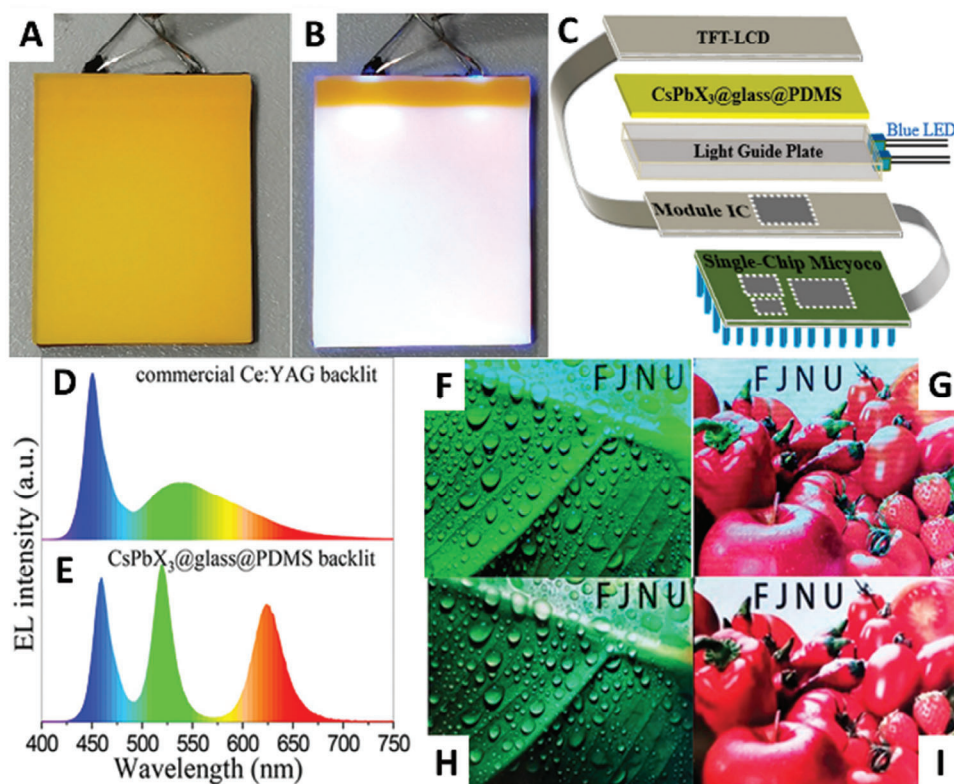 A
B
C
TFT-LCD
CsPbX₃@glass@PDMS
Blue LED
Light Guide Plate
Module IC
Single-Chip Micyoco
D
commercial Ce:YAG backlit
E
CsPbX₃@glass@PDMS backlit
EL intensity (a.u.)
400 450 500 550 600 650 700 750
Wavelength (nm)
F
FJNU
FJNU
G
FJNU
FJNU
H
I